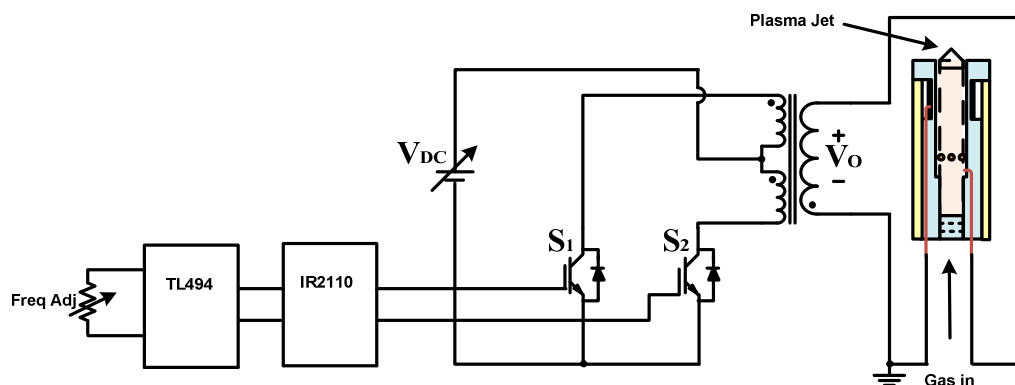 Plasma Jet
VDC
+
VO
−
S1
S2
TL494
IR2110
Freq Adj
Gas in